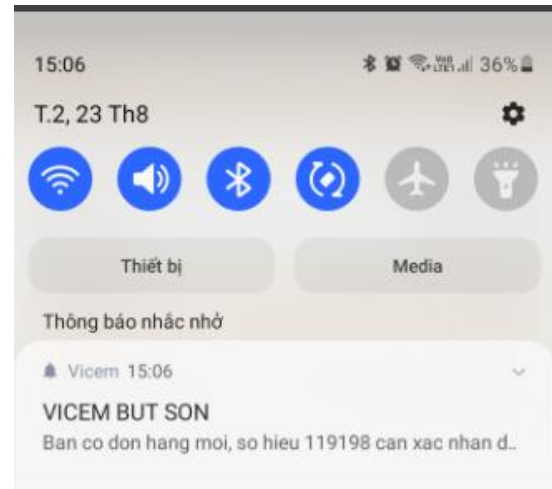 15:06 36%
T.2, 23 Th8
Thiết bị Media
Thông báo nhắc nhở
Vicem 15:06
VICEM BUT SON
Ban co don hang moi, so hieu 119198 can xac nhan d..